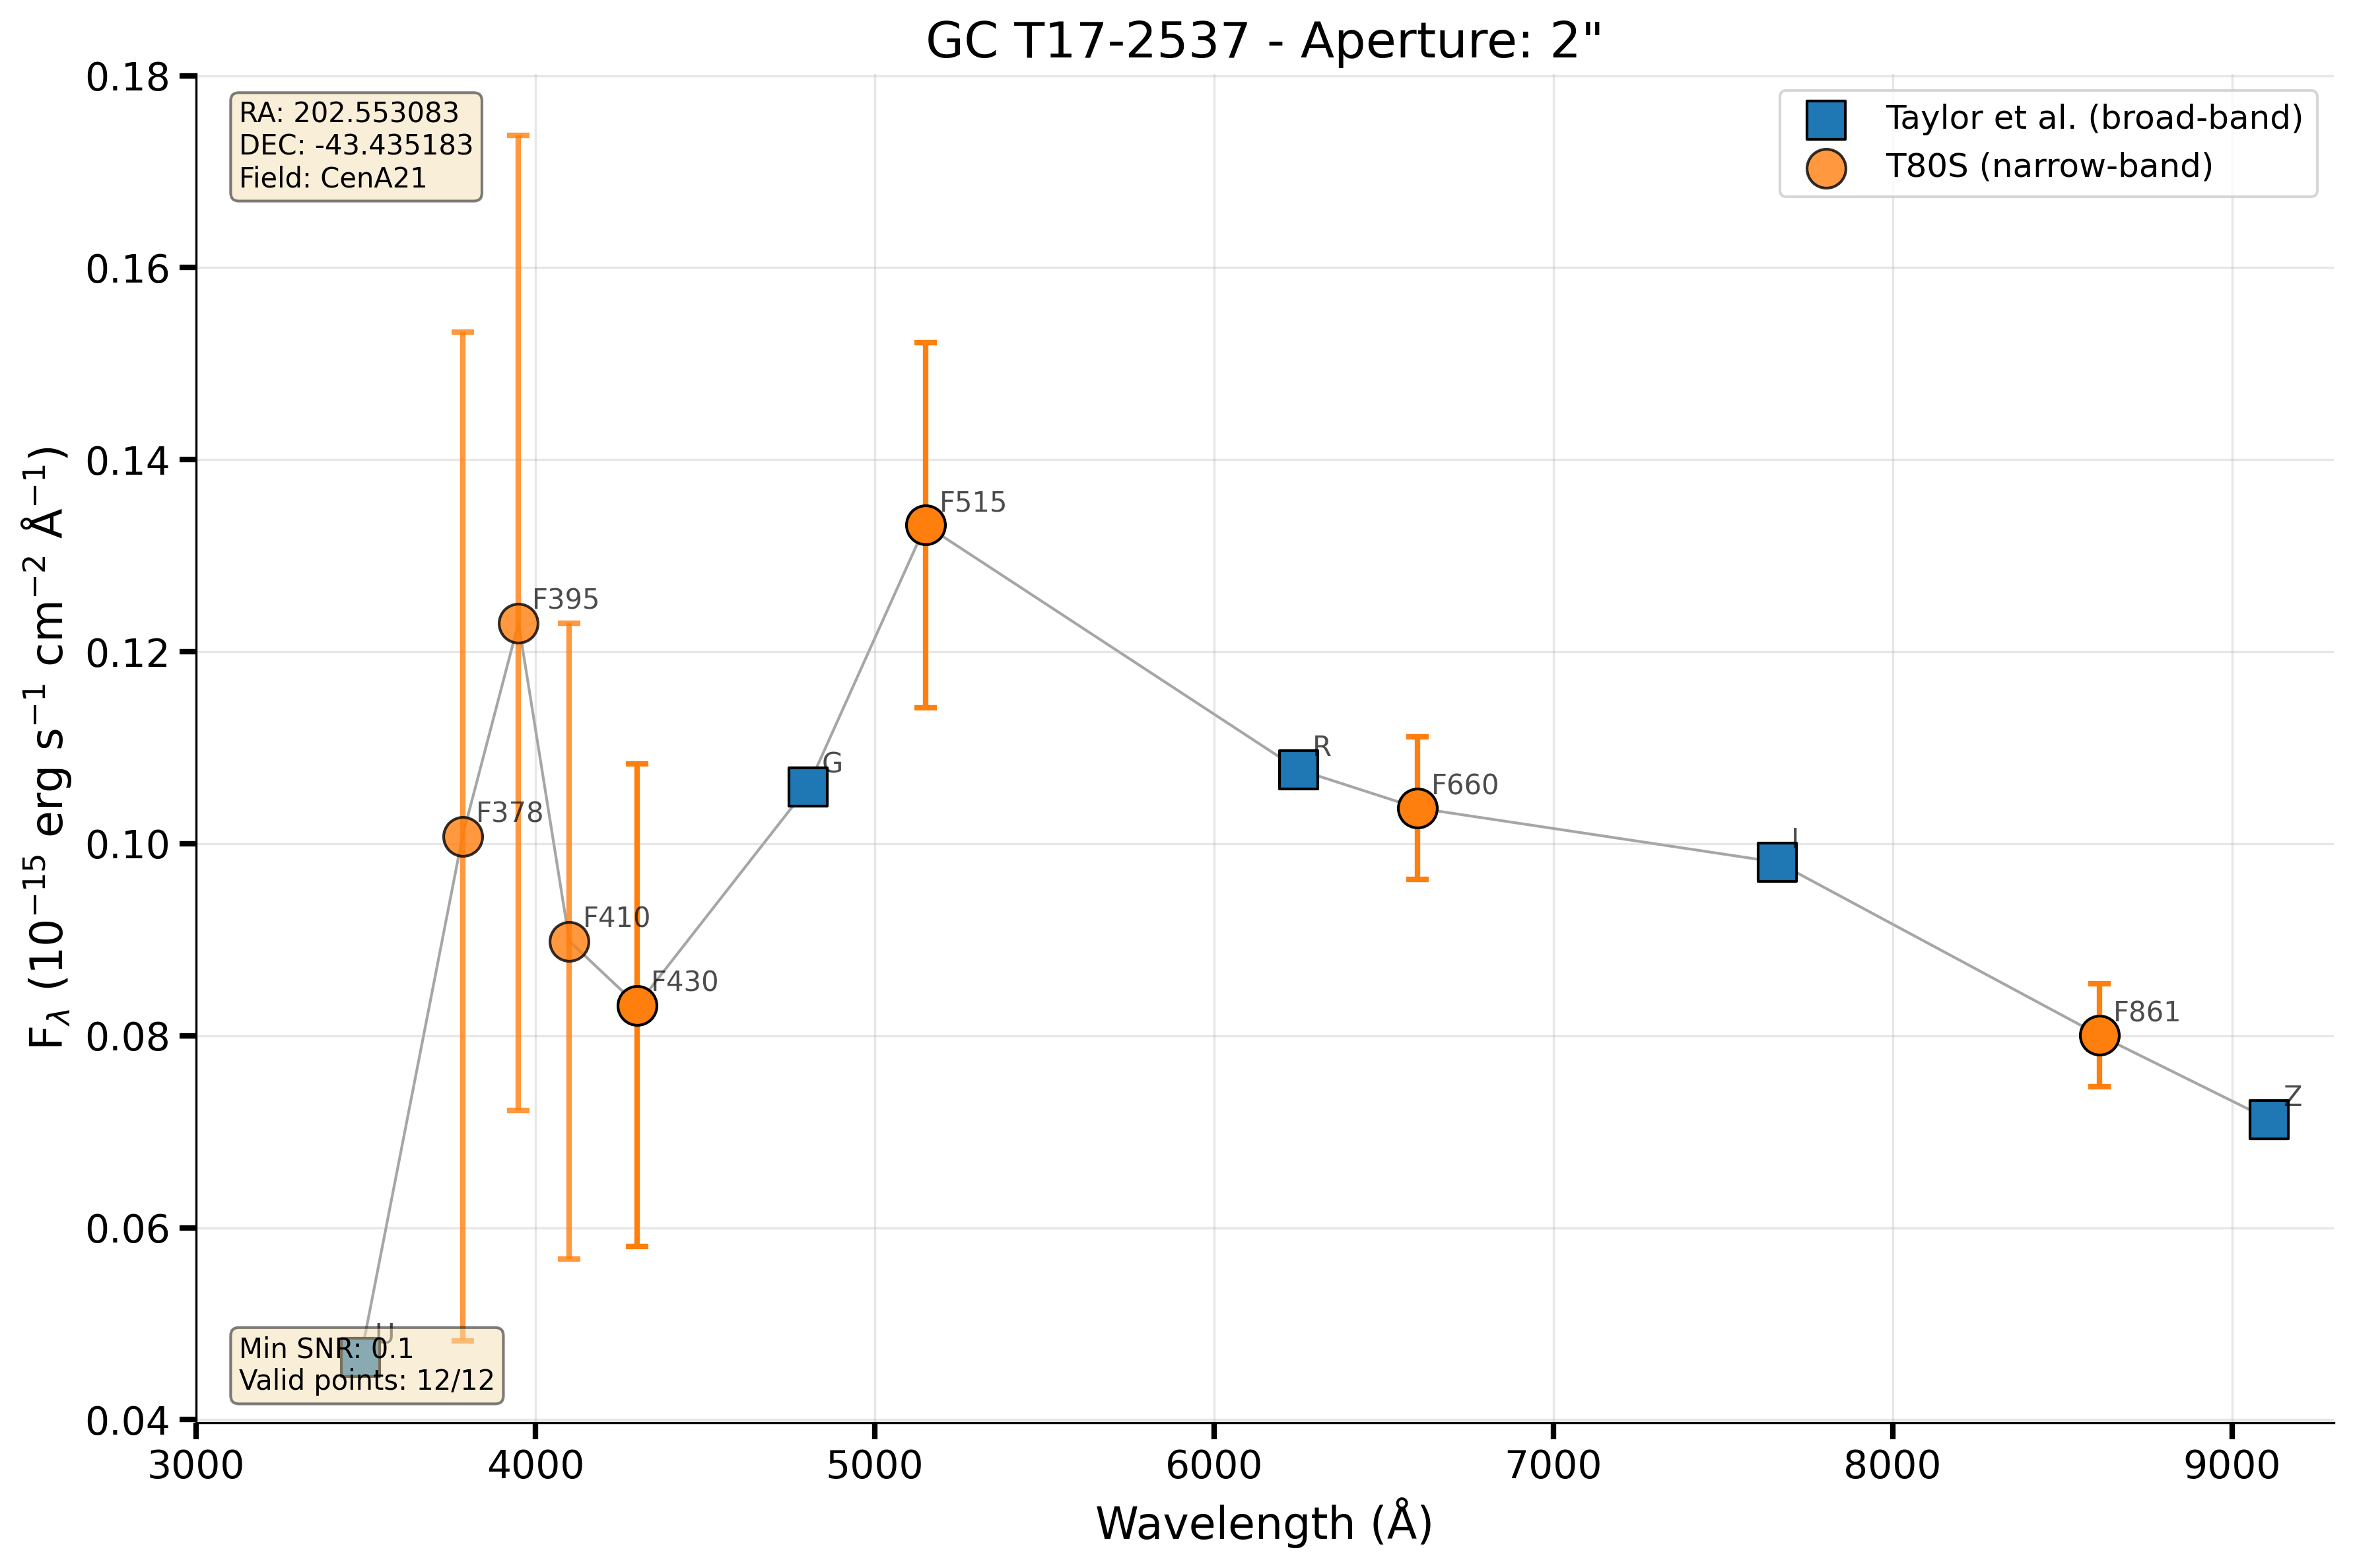 GC T17-2537 - Aperture: 2"
RA: 202.553083
DEC: -43.435183
Field: CenA21
Taylor et al. (broad-band)
T80S (narrow-band)
0.18
0.16
0.14
0.12
0.10
0.08
0.06
0.04
F_λ (10⁻¹⁵ erg s⁻¹ cm⁻² Å⁻¹)
F515
F395
G
R
F378
F660
I
F410
F430
F861
Z
U
Min SNR: 0.1
Valid points: 12/12
3000 4000 5000 6000 7000 8000 9000
Wavelength (Å)